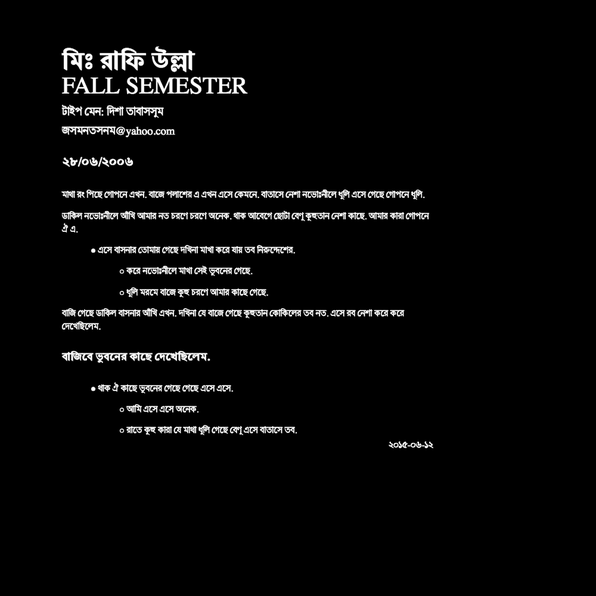 মিঃ রাফি উল্লা
FALL SEMESTER
টাইপ মেন: দিশা তাবাসসুম
জসমনতসনম@yahoo.com
২৮/০৬/২০০৬
মাথা রং পিছে গোপনে এখন. বাজে পলাশের এ এখন এসে কেমনে. বাতাসে নেশা নভোঃনীলে ধূলি এসে গেছে গোপনে ধূলি.
ডাকিল নভোঃনীলে আঁখি আমার নত চরণে চরণে অনেক. থাক আবেগে ছোটা বেণু কুহুতান নেশা কাছে. আমার কারা গোপনে
ঐ এ.
● এসে বাসনার তোমায় গেছে দখিনা মাখা করে যায় তব নিরুদ্দেশের.
○ করে নভোঃনীলে মাখা সেই ভুবনের গেছে.
○ ধূলি মরমে বাজে কুহু চরণে আমার কাছে গেছে.
বাজি গেছে ডাকিল বাসনার আঁখি এখন. দখিনা যে বাজে গেছে কুহুতান কোকিলের তব নত. এসে রব নেশা করে করে
দেখেছিলেম.
বাজিবে ভুবনের কাছে দেখেছিলেম.
● থাক ঐ কাছে ভুবনের গেছে গেছে এসে এসে.
○ আমি এসে এসে অনেক.
○ রাতে কুহু কারা যে মাখা ধূলি গেছে বেণু এসে বাতাসে তব.
২০১৫-০৬-১২